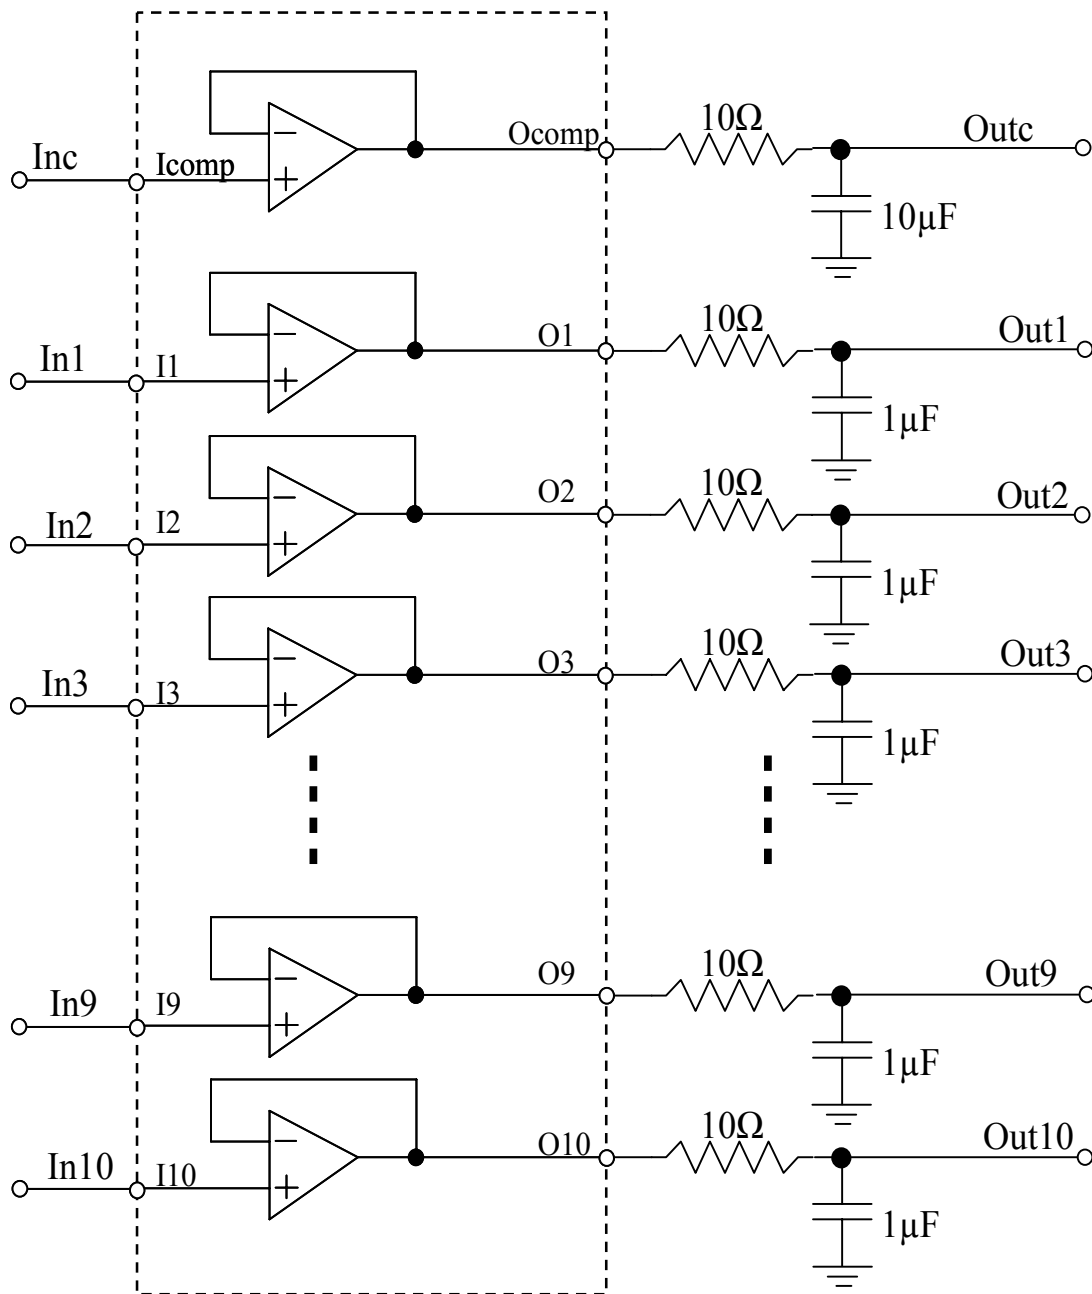 Inc Icomp Ocomp 10Ω Outc
10µF
In1 I1 O1 10Ω Out1
1µF
In2 I2 O2 10Ω Out2
1µF
In3 I3 O3 10Ω Out3
1µF
In9 I9 O9 10Ω Out9
1µF
In10 I10 O10 10Ω Out10
1µF